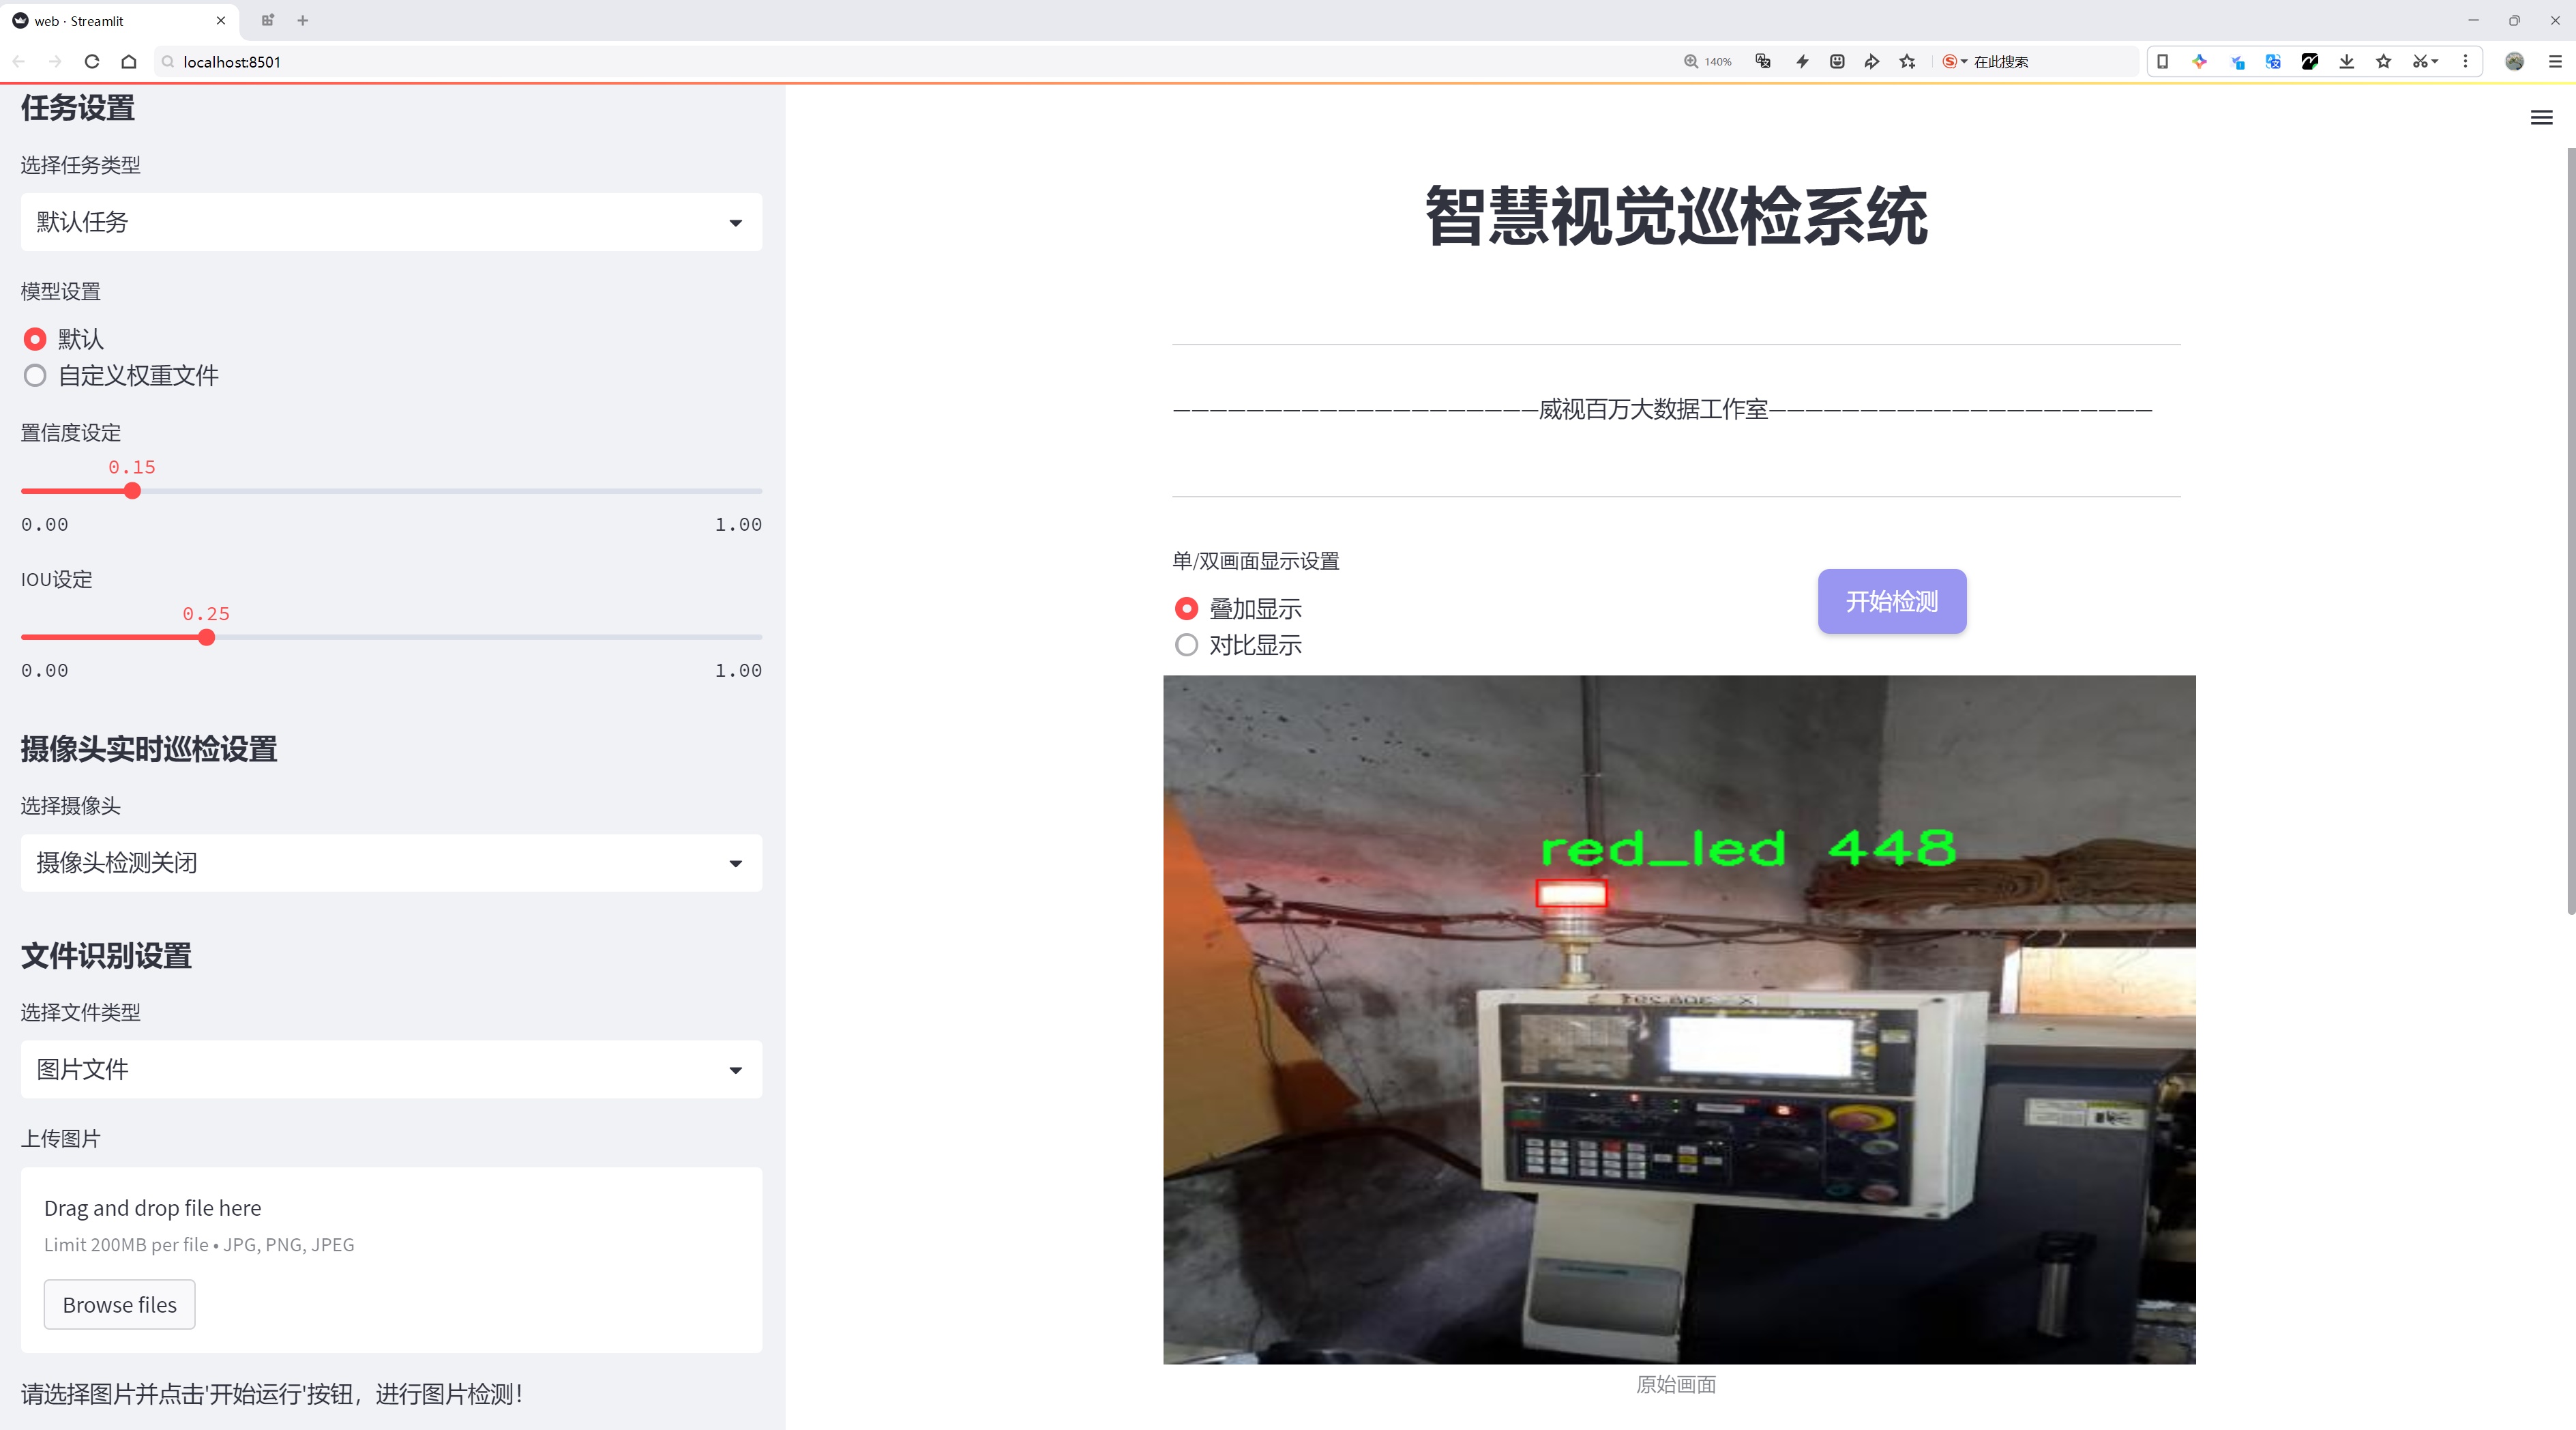 web · Streamlit
localhost:8501
140%
在此搜索
任务设置
选择任务类型
默认任务
模型设置
默认
自定义权重文件
置信度设定
0.15
0.00
1.00
IOU设定
0.25
0.00
1.00
摄像头实时巡检设置
选择摄像头
摄像头检测关闭
文件识别设置
选择文件类型
图片文件
上传图片
Drag and drop file here
Limit 200MB per file • JPG, PNG, JPEG
Browse files
请选择图片并点击'开始运行'按钮，进行图片检测！
智慧视觉巡检系统
————————————————————威视百万大数据工作室—————————————————————
单/双画面显示设置
叠加显示
对比显示
开始检测
red_led 448
原始画面